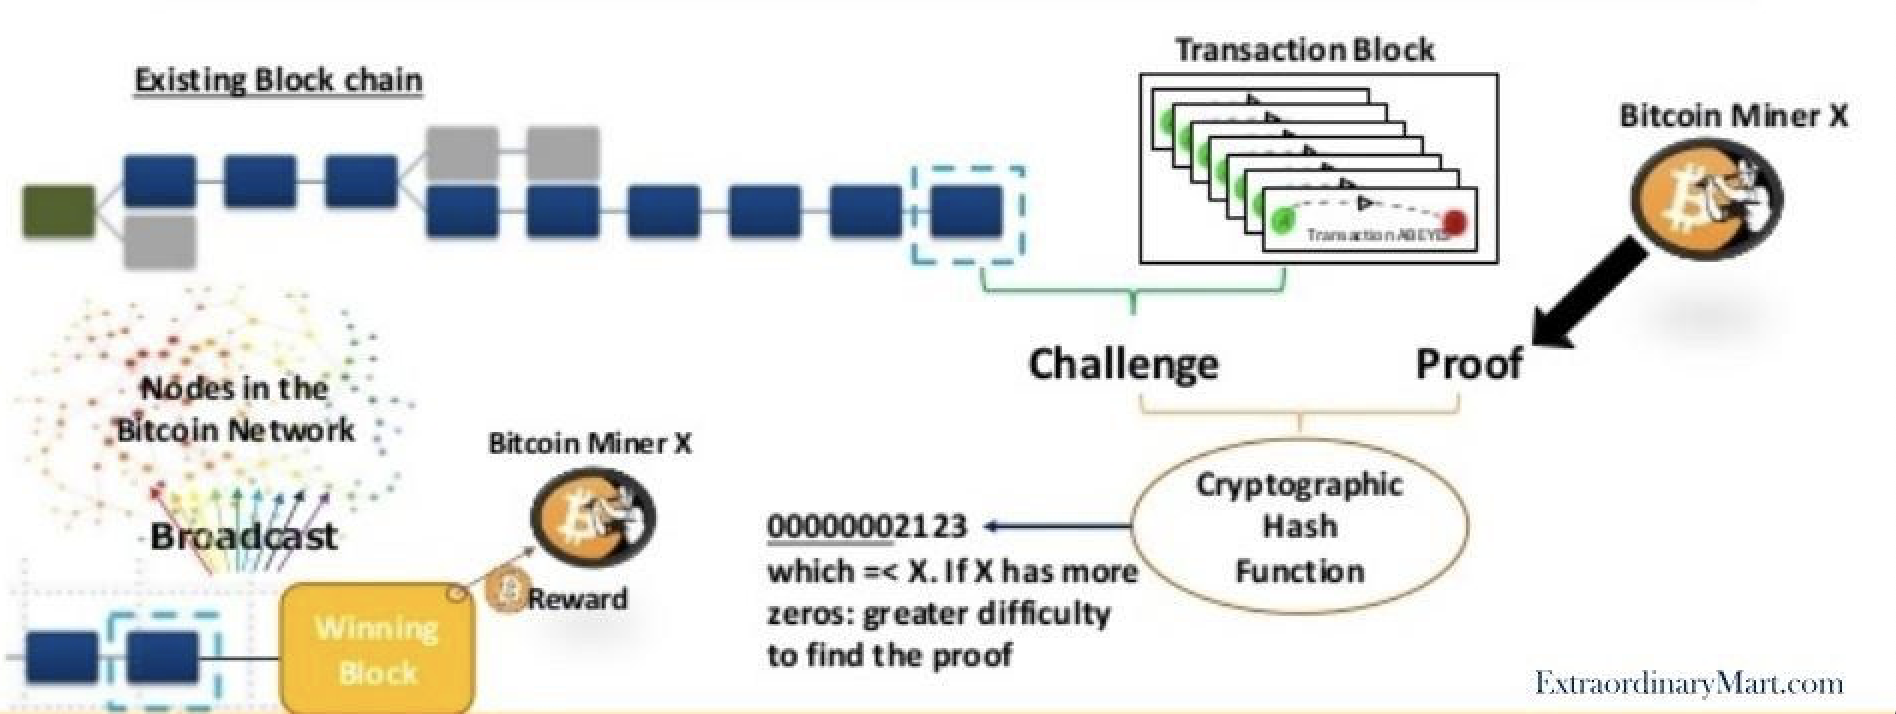 Existing Block chain
Transaction Block
Bitcoin Miner X
Transaction
Challenge
Proof
Nodes in the
Bitcoin Network
Broadcast
Bitcoin Miner X
Reward
Winning
Block
Cryptographic
Hash
Function
00000002123
which =< X. If X has more
zeros: greater difficulty
to find the proof
ExtraordinaryMart.com